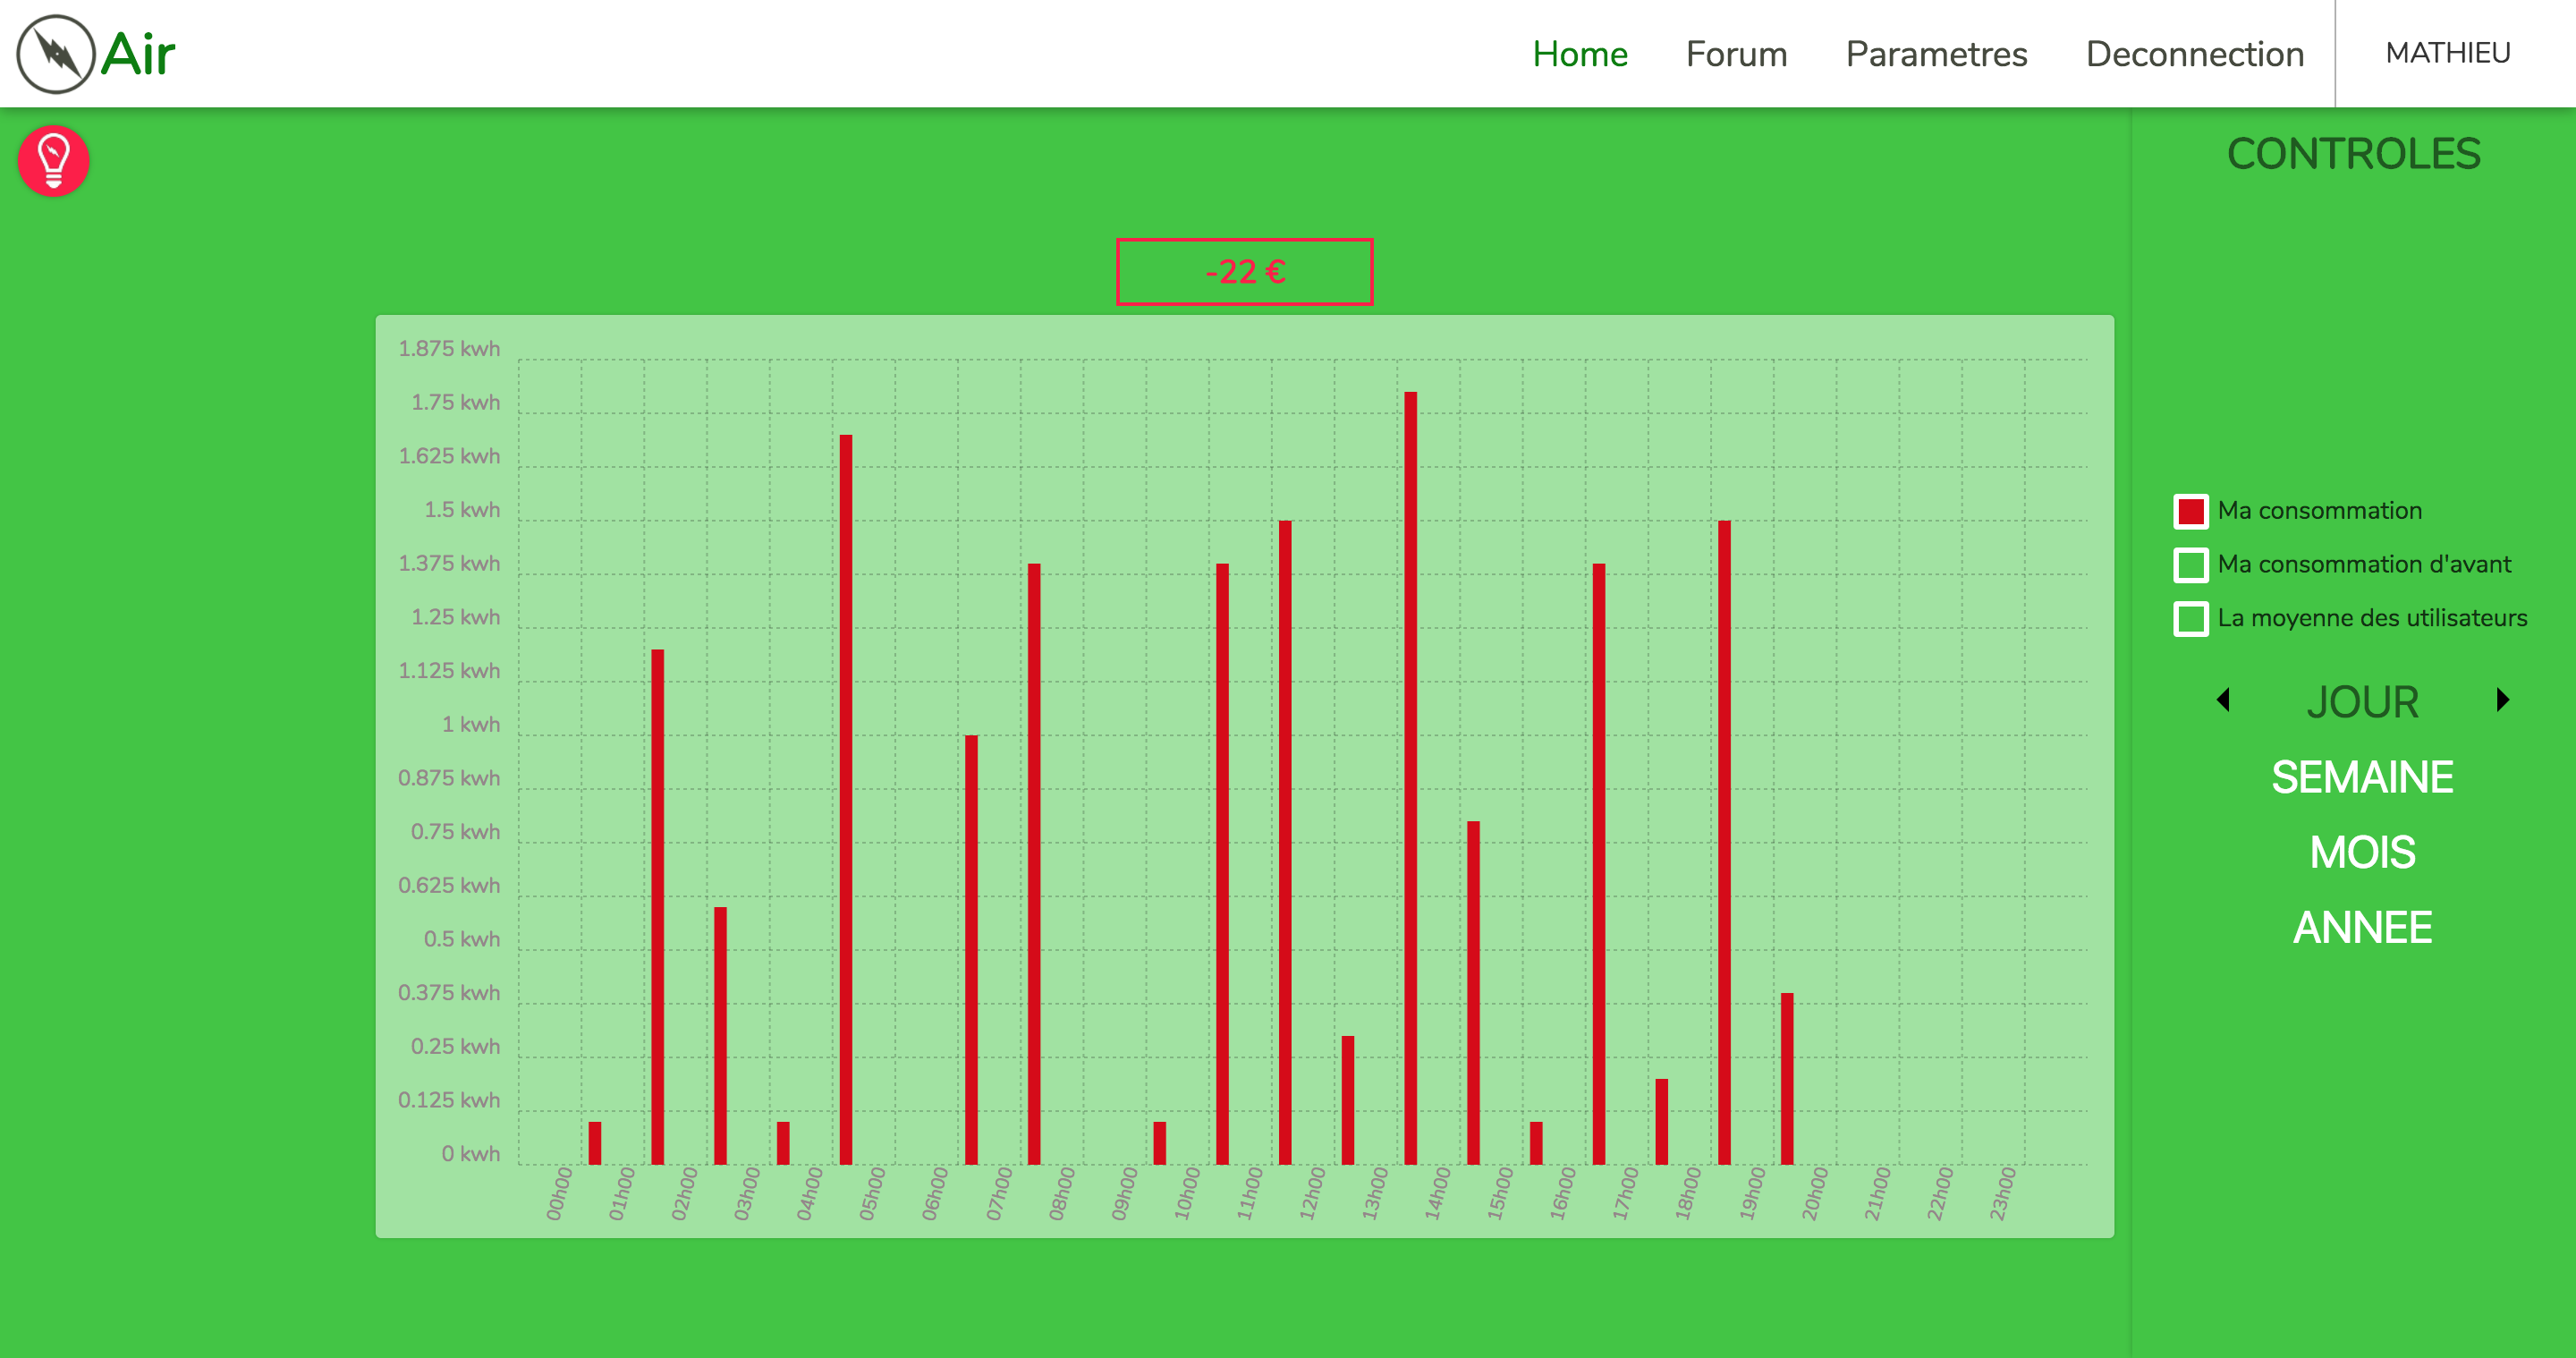 Air
Home Forum Parametres Deconnection MATHIEU
CONTROLES
-22 €
1.875 kwh
1.75 kwh
1.625 kwh
1.5 kwh
1.375 kwh
1.25 kwh
1.125 kwh
1 kwh
0.875 kwh
0.75 kwh
0.625 kwh
0.5 kwh
0.375 kwh
0.25 kwh
0.125 kwh
0 kwh
00h00 01h00 02h00 03h00 04h00 05h00 06h00 07h00 08h00 09h00 10h00 11h00 12h00 13h00 14h00 15h00 16h00 17h00 18h00 19h00 20h00 21h00 22h00 23h00
Ma consommation
Ma consommation d'avant
La moyenne des utilisateurs
JOUR
SEMAINE
MOIS
ANNEE